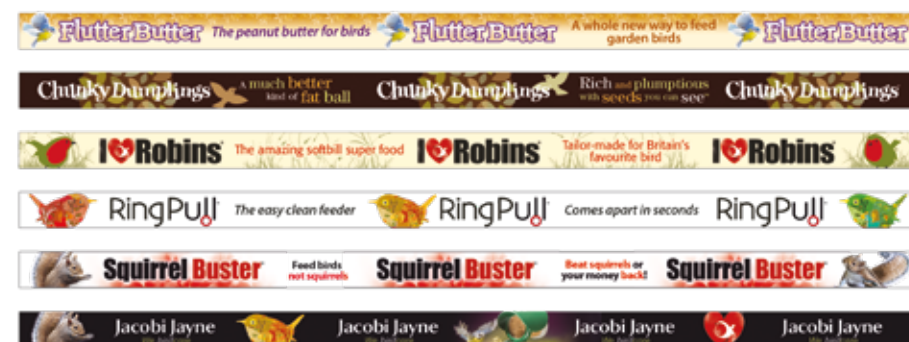 FlutterButter The peanut butter for birds FlutterButter A whole new way to feed garden birds FlutterButter
Chunky Dumplings A much better kind of fat ball Chunky Dumplings Rich and plumptious with seeds you can see Chunky Dumplings
I Robins The amazing softbill super food I Robins Tailor-made for Britain's favourite bird I Robins
RingPull The easy clean feeder RingPull Comes apart in seconds RingPull
Squirrel Buster Feed birds not squirrels Squirrel Buster Beat squirrels or your money back! Squirrel Buster
Jacobi Jayne Jacobi Jayne Jacobi Jayne Jacobi Jayne